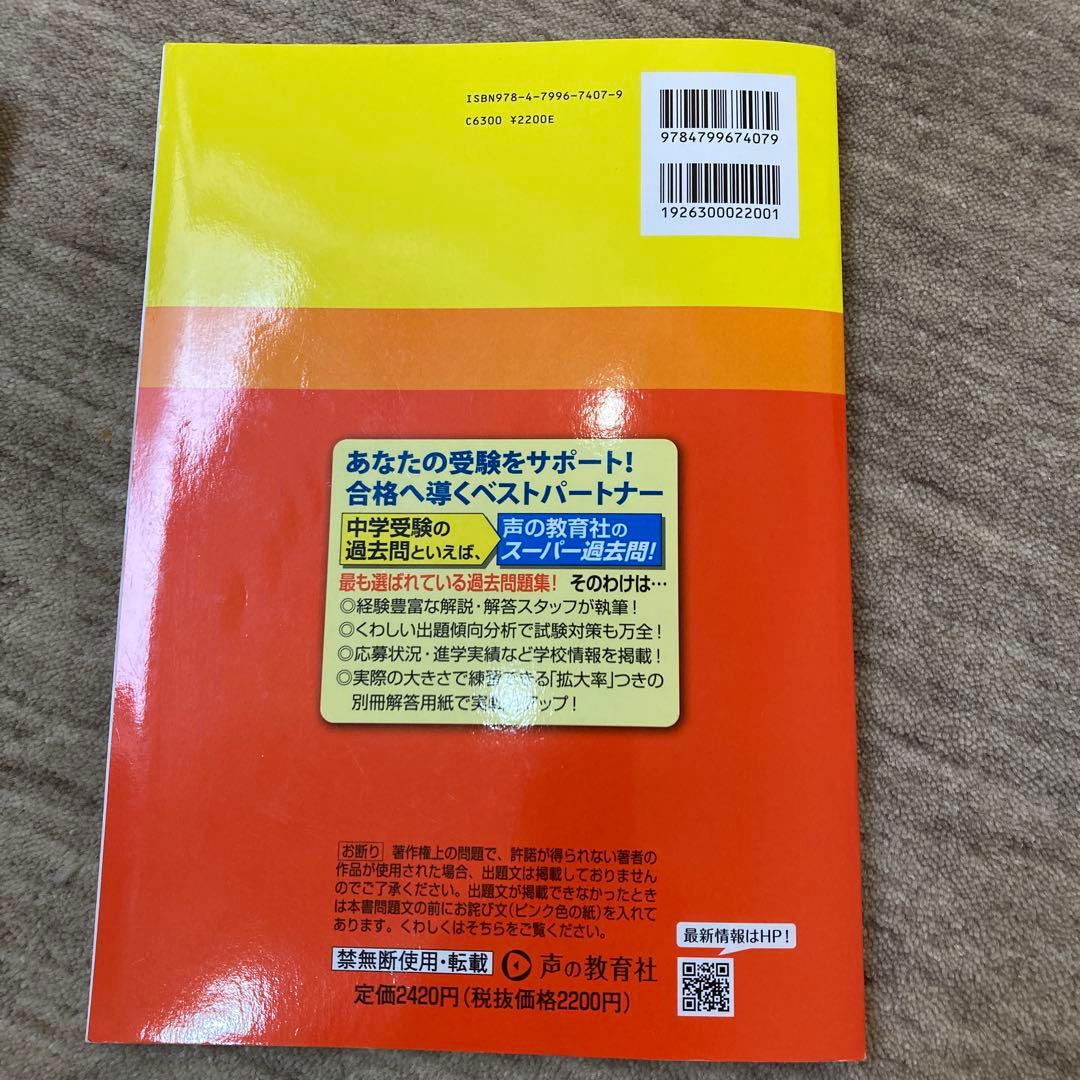 ISBN978-4-7996-7407-9
C6300 ¥2200E
9784799674079
1926300022001
あなたの受験をサポート!
合格へ導くベストパートナー
中学受験の
過去問といえば、
声の教育社の
スーパー過去問!
最も選ばれている過去問題集! そのわけは…
◎経験豊富な解説・解答スタッフが執筆!
◎くわしい出題傾向分析で試験対策も万全!
◎応募状況・進学実績など学校情報を掲載!
◎実際の大きさで練習できる「拡大率」つきの
別冊解答用紙で実 アップ!
お断り 著作権上の問題で、許諾が得られない著者の
作品が使用された場合、出題文は掲載しておりません
のでご了承ください。出題文が掲載できなかったときは
本書問題文の前にお詫び文(ピンク色の紙)を入れて
あります。くわしくはそちらをご覧ください。
最新情報はHP!
禁無断使用・転載 声の教育社
定価2420円(税抜価格2200円)